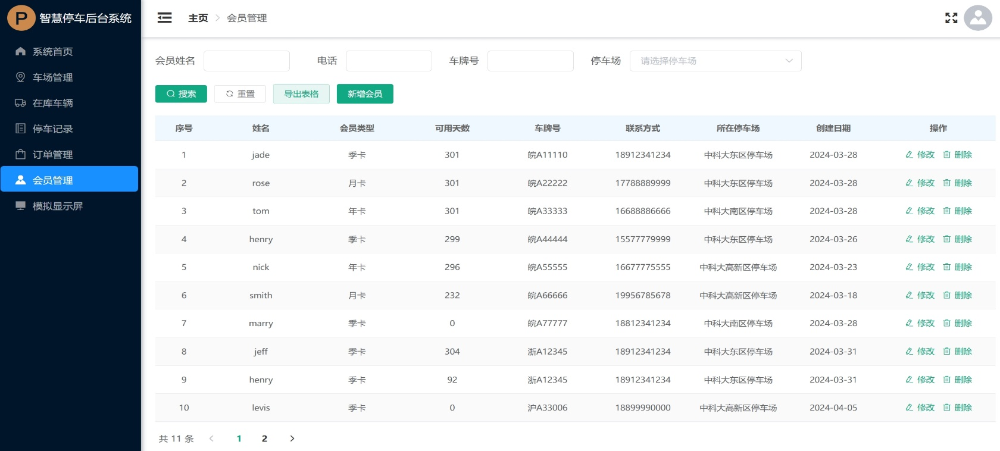 P 智慧停车后台系统
主页 会员管理
系统首页
车场管理
在库车辆
停车记录
订单管理
会员管理
模拟显示屏
会员姓名 电话 车牌号 停车场 请选择停车场
搜索 重置 导出表格 新增会员
序号 姓名 会员类型 可用天数 车牌号 联系方式 所在停车场 创建日期 操作
1 jade 季卡 301 皖A11110 18912341234 中科大东区停车场 2024-03-28 修改 删除
2 rose 月卡 301 皖A22222 17788889999 中科大东区停车场 2024-03-28 修改 删除
3 tom 年卡 301 皖A33333 16688886666 中科大南区停车场 2024-03-28 修改 删除
4 henry 季卡 299 皖A44444 15577779999 中科大东区停车场 2024-03-26 修改 删除
5 nick 年卡 296 皖A55555 16677775555 中科大高新区停车场 2024-03-23 修改 删除
6 smith 月卡 232 皖A66666 19956785678 中科大高新区停车场 2024-03-18 修改 删除
7 marry 季卡 0 皖A77777 18812341234 中科大南区停车场 2024-03-28 修改 删除
8 jeff 季卡 304 浙A12345 18912341234 中科大东区停车场 2024-03-31 修改 删除
9 henry 季卡 92 浙A12345 18912341234 中科大东区停车场 2024-03-31 修改 删除
10 levis 季卡 0 沪A33006 18899990000 中科大高新区停车场 2024-04-05 修改 删除
共 11 条 < 1 2 >